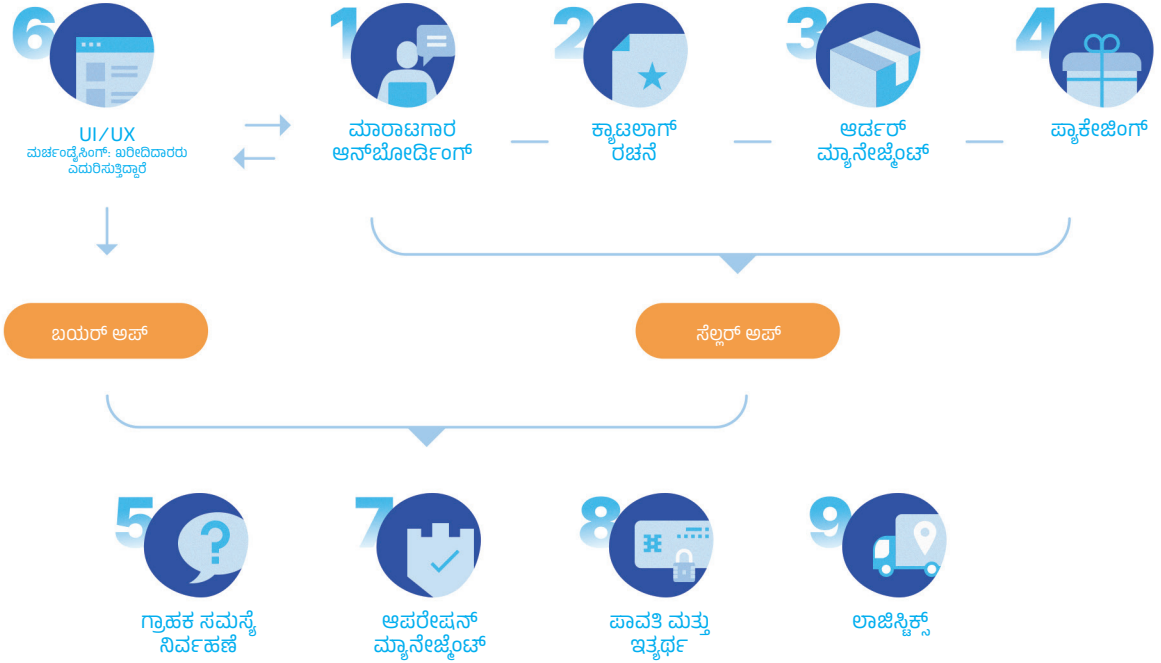 6
UI/UX
ಮರ್ಚಂಡೈಸಿಂಗ್: ಖರೀದಿದಾರರು
ಎದುರಿಸುತ್ತಿದ್ದಾರೆ
1
ಮಾರಾಟಗಾರ
ಆನ್‌ಬೋರ್ಡಿಂಗ್
2
ಕ್ಯಾಟಲಾಗ್
ರಚನೆ
3
ಆರ್ಡರ್
ಮ್ಯಾನೇಜ್ಮೆಂಟ್
4
ಪ್ಯಾಕೇಜಿಂಗ್
ಬಯರ್ ಅಪ್
ಸೆಲ್ಲರ್ ಅಪ್
5
ಗ್ರಾಹಕ ಸಮಸ್ಯೆ
ನಿರ್ವಹಣೆ
7
ಆಪರೇಷನ್
ಮ್ಯಾನೇಜ್ಮೆಂಟ್
8
ಪಾವತಿ ಮತ್ತು
ಇತ್ಯರ್ಥ
9
ಲಾಜಿಸ್ಟಿಕ್ಸ್